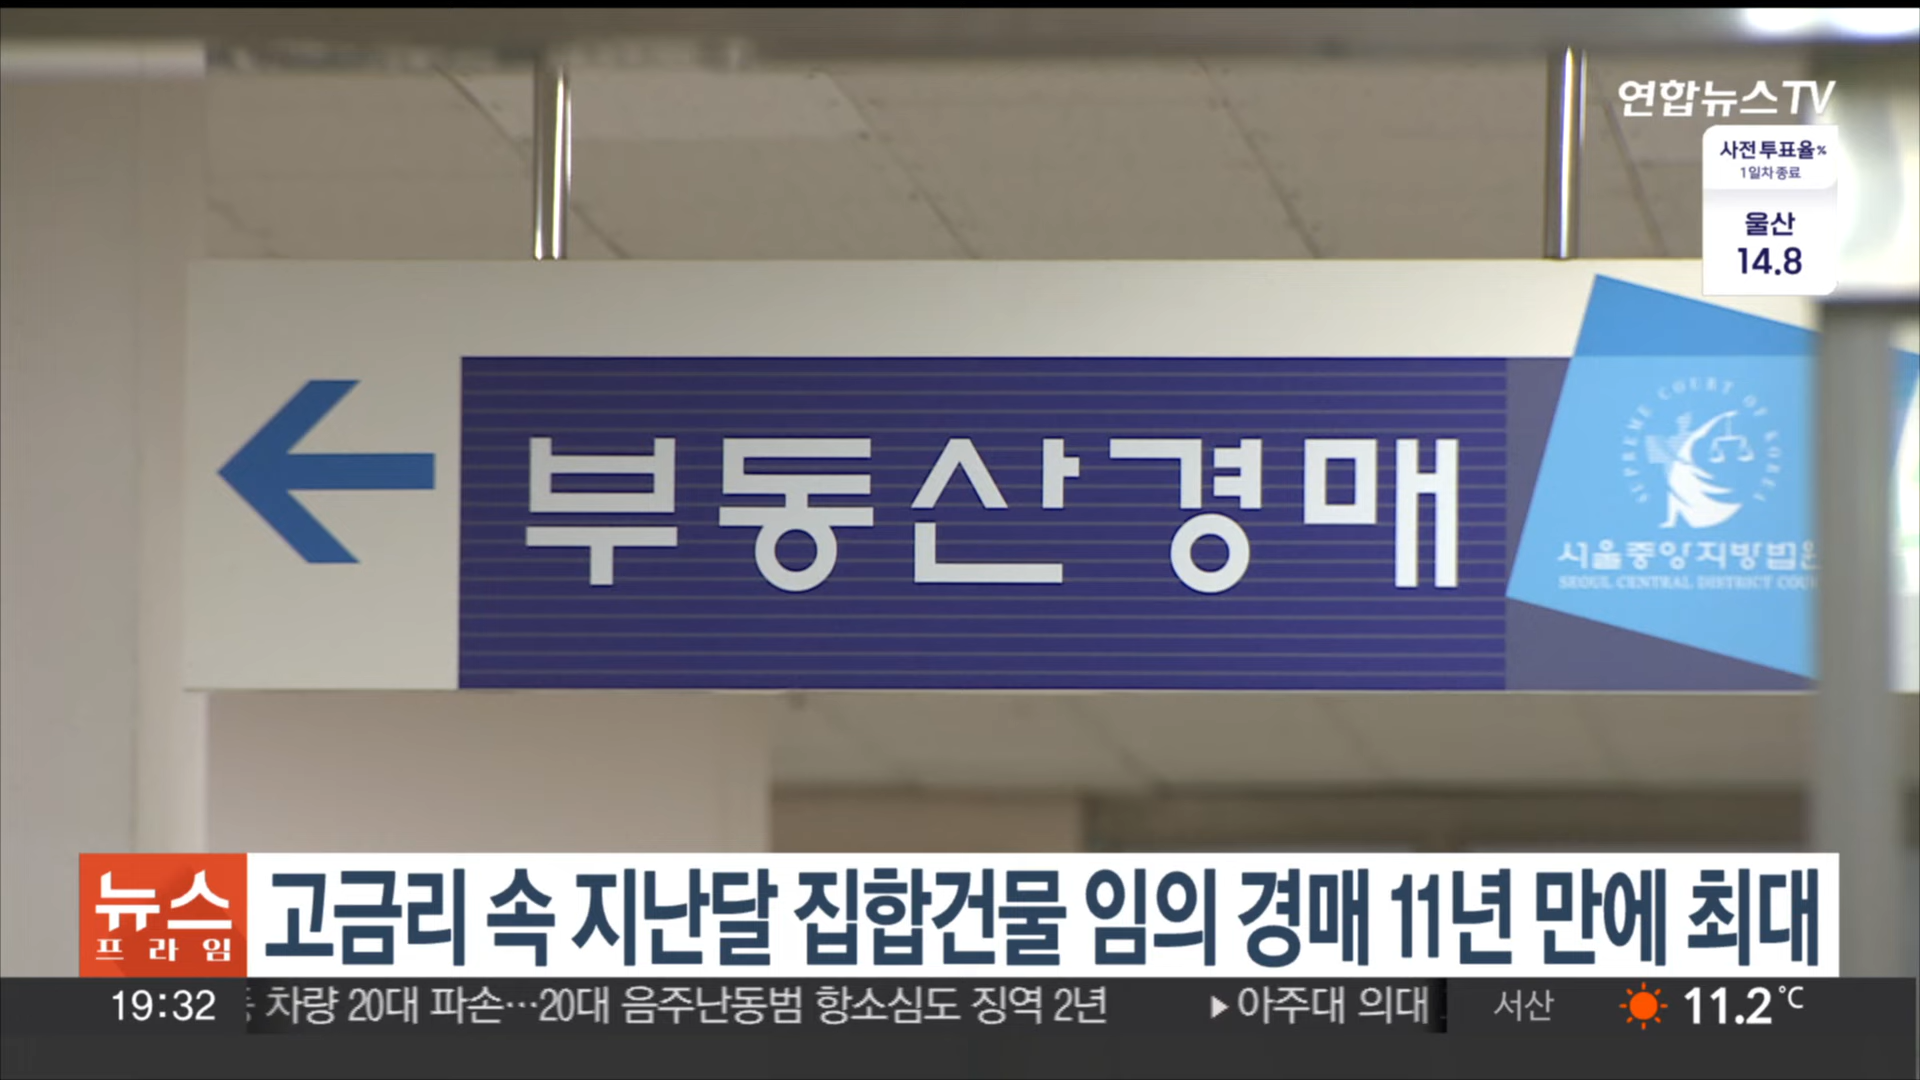 연합뉴스TV
사전투표율%
1일차 종료
울산
14.8
SUPREME COURT OF KOREA
부동산경매
서울중앙지방법원
SEOUL CENTRAL DISTRICT COU
뉴스
프라임
고금리 속 지난달 집합건물 임의 경매 11년 만에 최대
19:32
차량 20대 파손…20대 음주난동범 항소심도 징역 2년 ▶아주대 의대
서산
11.2℃